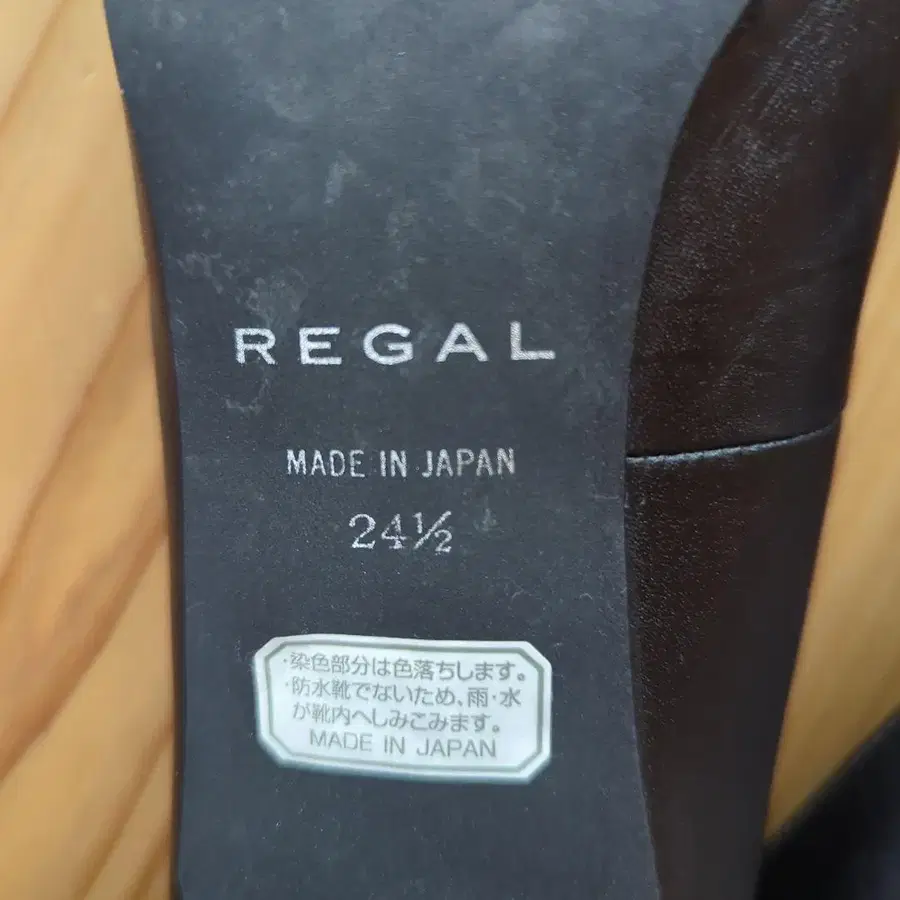 REGAL
MADE IN JAPAN
24½
・染色部分は色落ちします。
・防水靴でないため、雨・水
が靴内へしみこみます。
MADE IN JAPAN